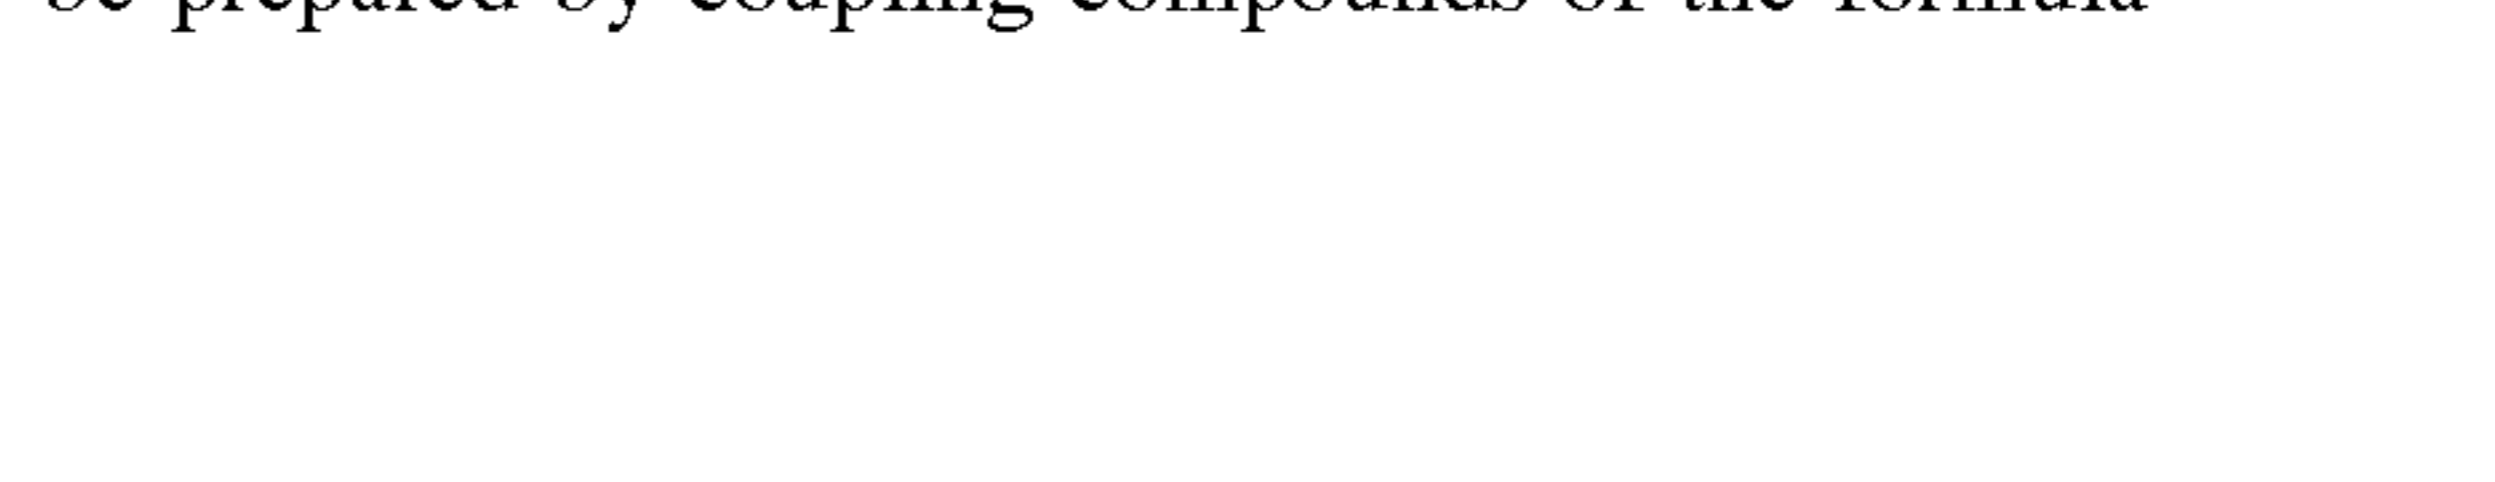 be prepared by coupling compounds of the formula